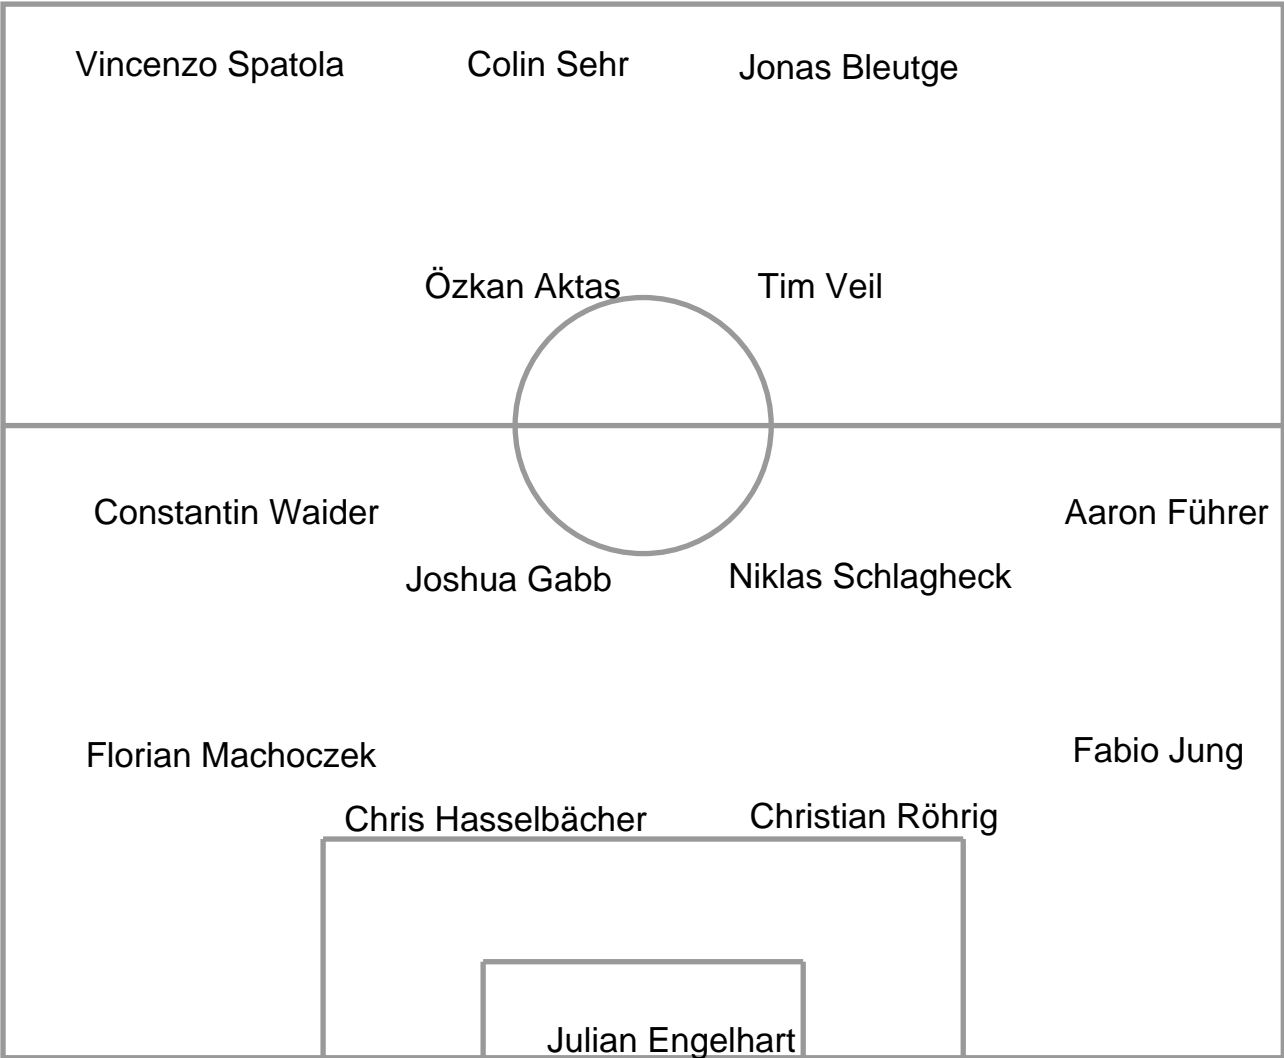 Vincenzo Spatola
Colin Sehr
Jonas Bleutge
Özkan Aktas
Tim Veil
Constantin Waider
Aaron Führer
Joshua Gabb
Niklas Schlagheck
Florian Machoczek
Fabio Jung
Chris Hasselbächer
Christian Röhrig
Julian Engelhart